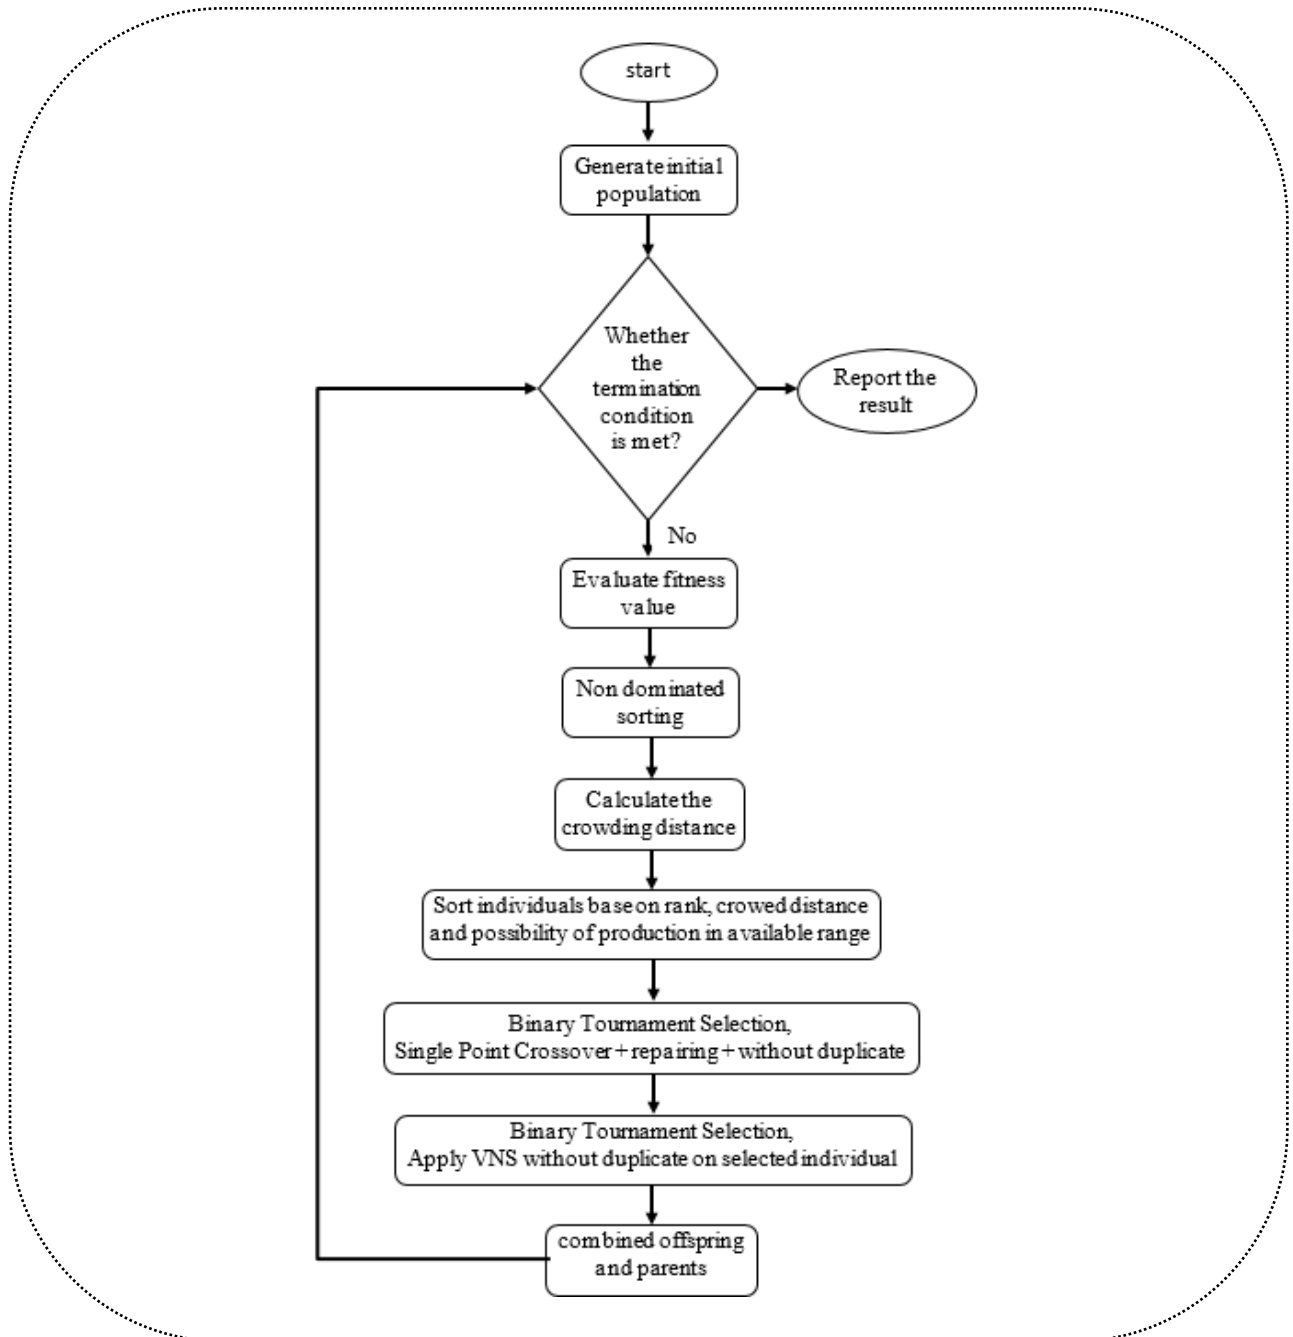 start
Generate initial
population
Whether
the
termination
condition
is met?
Report the
result
No
Evaluate fitness
value
Non dominated
sorting
Calculate the
crowding distance
Sort individuals base on rank, crowed distance
and possibility of production in available range
Binary Tournament Selection,
Single Point Crossover + repairing + without duplicate
Binary Tournament Selection,
Apply VNS without duplicate on selected individual
combined offspring
and parents